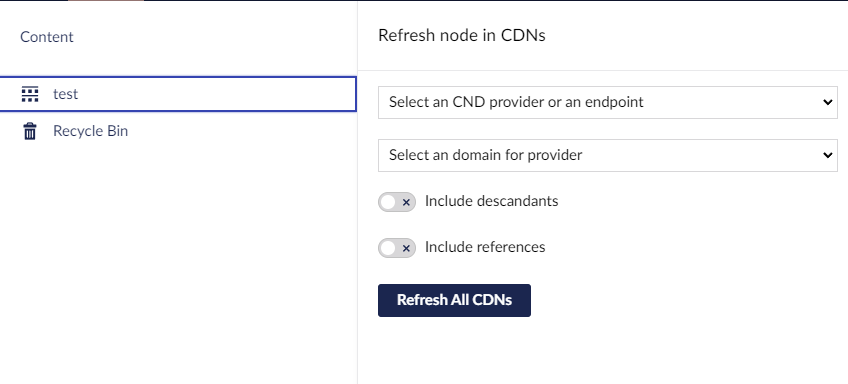 Content
Refresh node in CDNs
test
Recycle Bin
Select an CND provider or an endpoint
Select an domain for provider
Include descandants
Include references
Refresh All CDNs